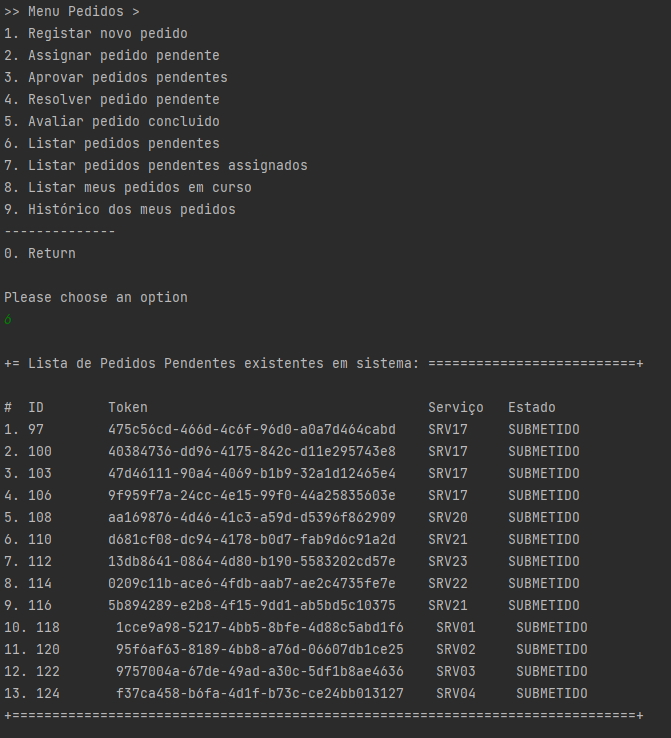 >> Menu Pedidos >
1. Registar novo pedido
2. Assignar pedido pendente
3. Aprovar pedidos pendentes
4. Resolver pedido pendente
5. Avaliar pedido concluido
6. Listar pedidos pendentes
7. Listar pedidos pendentes assignados
8. Listar meus pedidos em curso
9. Histórico dos meus pedidos
--------------
0. Return
Please choose an option
6
+= Lista de Pedidos Pendentes existentes em sistema: ==========================+
#  ID        Token                                   Serviço   Estado
1. 97        475c56cd-466d-4c6f-96d0-a0a7d464cabd    SRV17     SUBMETIDO
2. 100       40384736-dd96-4175-842c-d11e295743e8    SRV17     SUBMETIDO
3. 103       47d46111-90a4-4069-b1b9-32a1d12465e4    SRV17     SUBMETIDO
4. 106       9f959f7a-24cc-4e15-99f0-44a25835603e    SRV17     SUBMETIDO
5. 108       aa169876-4d46-41c3-a59d-d5396f862909    SRV20     SUBMETIDO
6. 110       d681cf08-dc94-4178-b0d7-fab9d6c91a2d    SRV21     SUBMETIDO
7. 112       13db8641-0864-4d80-b190-5583202cd57e    SRV23     SUBMETIDO
8. 114       0209c11b-ace6-4fdb-aab7-ae2c4735fe7e    SRV22     SUBMETIDO
9. 116       5b894289-e2b8-4f15-9dd1-ab5bd5c10375    SRV21     SUBMETIDO
10. 118       1cce9a98-5217-4bb5-8bfe-4d88c5abd1f6    SRV01     SUBMETIDO
11. 120       95f6af63-8189-4bb8-a76d-06607db1ce25    SRV02     SUBMETIDO
12. 122       9757004a-67de-49ad-a30c-5df1b8ae4636    SRV03     SUBMETIDO
13. 124       f37ca458-b6fa-4d1f-b73c-ce24bb013127    SRV04     SUBMETIDO
+==============================================================================+